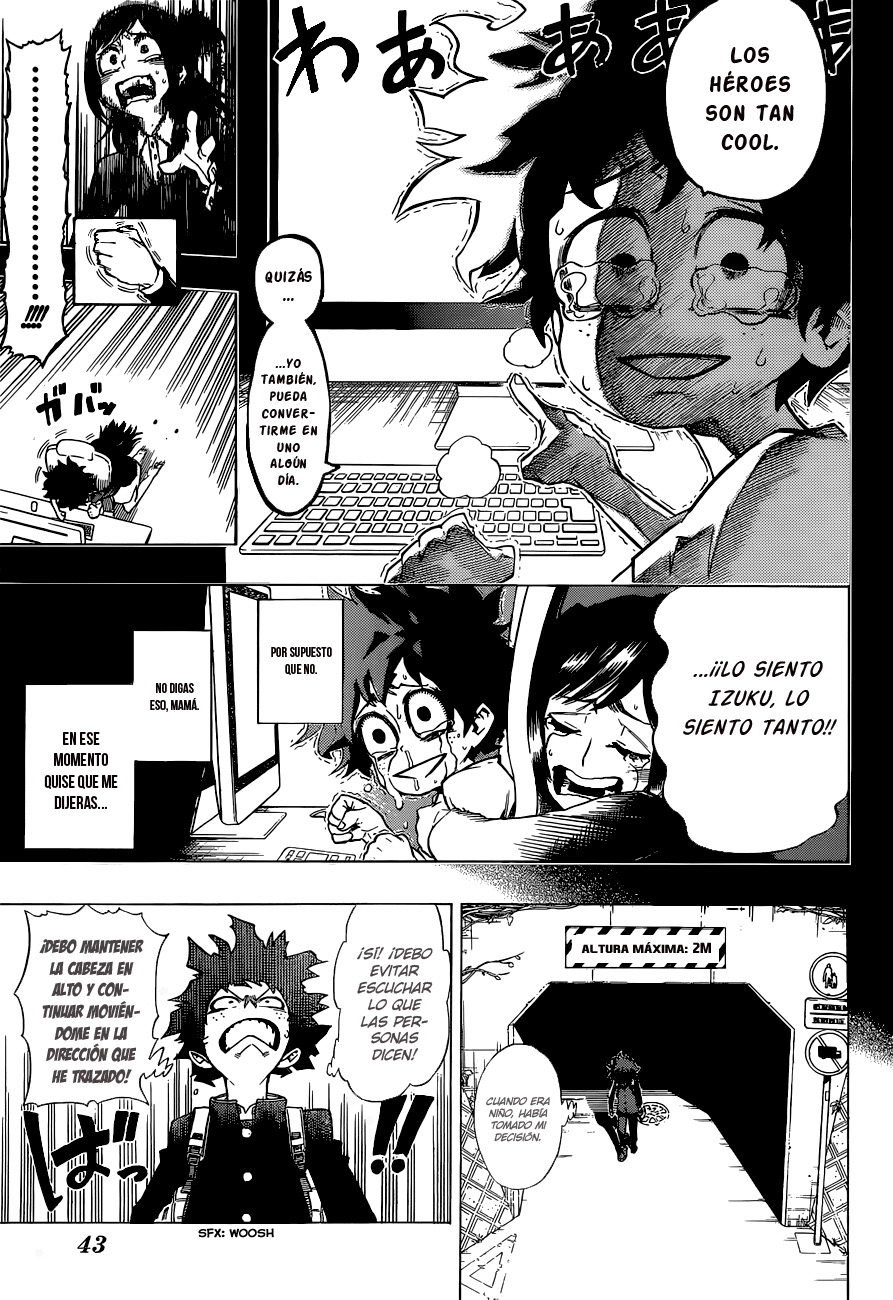 わあぁぁぁ
LOS
HÉROES
SON TAN
COOL.
QUIZÁS
...
...YO
TAMBIÉN,
PUEDA
CONVER-
TIRME EN
UNO
ALGÚN
DÍA.
................!!!!
ガバッ
...¡¡LO SIENTO
IZUKU, LO
SIENTO TANTO!!
POR SUPUESTO
QUE NO.
NO DIGAS
ESO, MAMÁ.
EN ESE
MOMENTO
QUISE QUE ME
DIJERAS...
ALTURA MÁXIMA: 2M
CUANDO ERA
NIÑO, HABÍA
TOMADO MI
DECISIÓN.
¡SÍ! ¡DEBO
EVITAR
ESCUCHAR
LO QUE
LAS PER-
SONAS
DICEN!
¡DEBO MANTENER
LA CABEZA EN
ALTO Y CON-
TINUAR MOVIÉN-
DOME EN LA
DIRECCIÓN QUE
HE TRAZADO!
ばっ!!
SFX: WOOSH
43